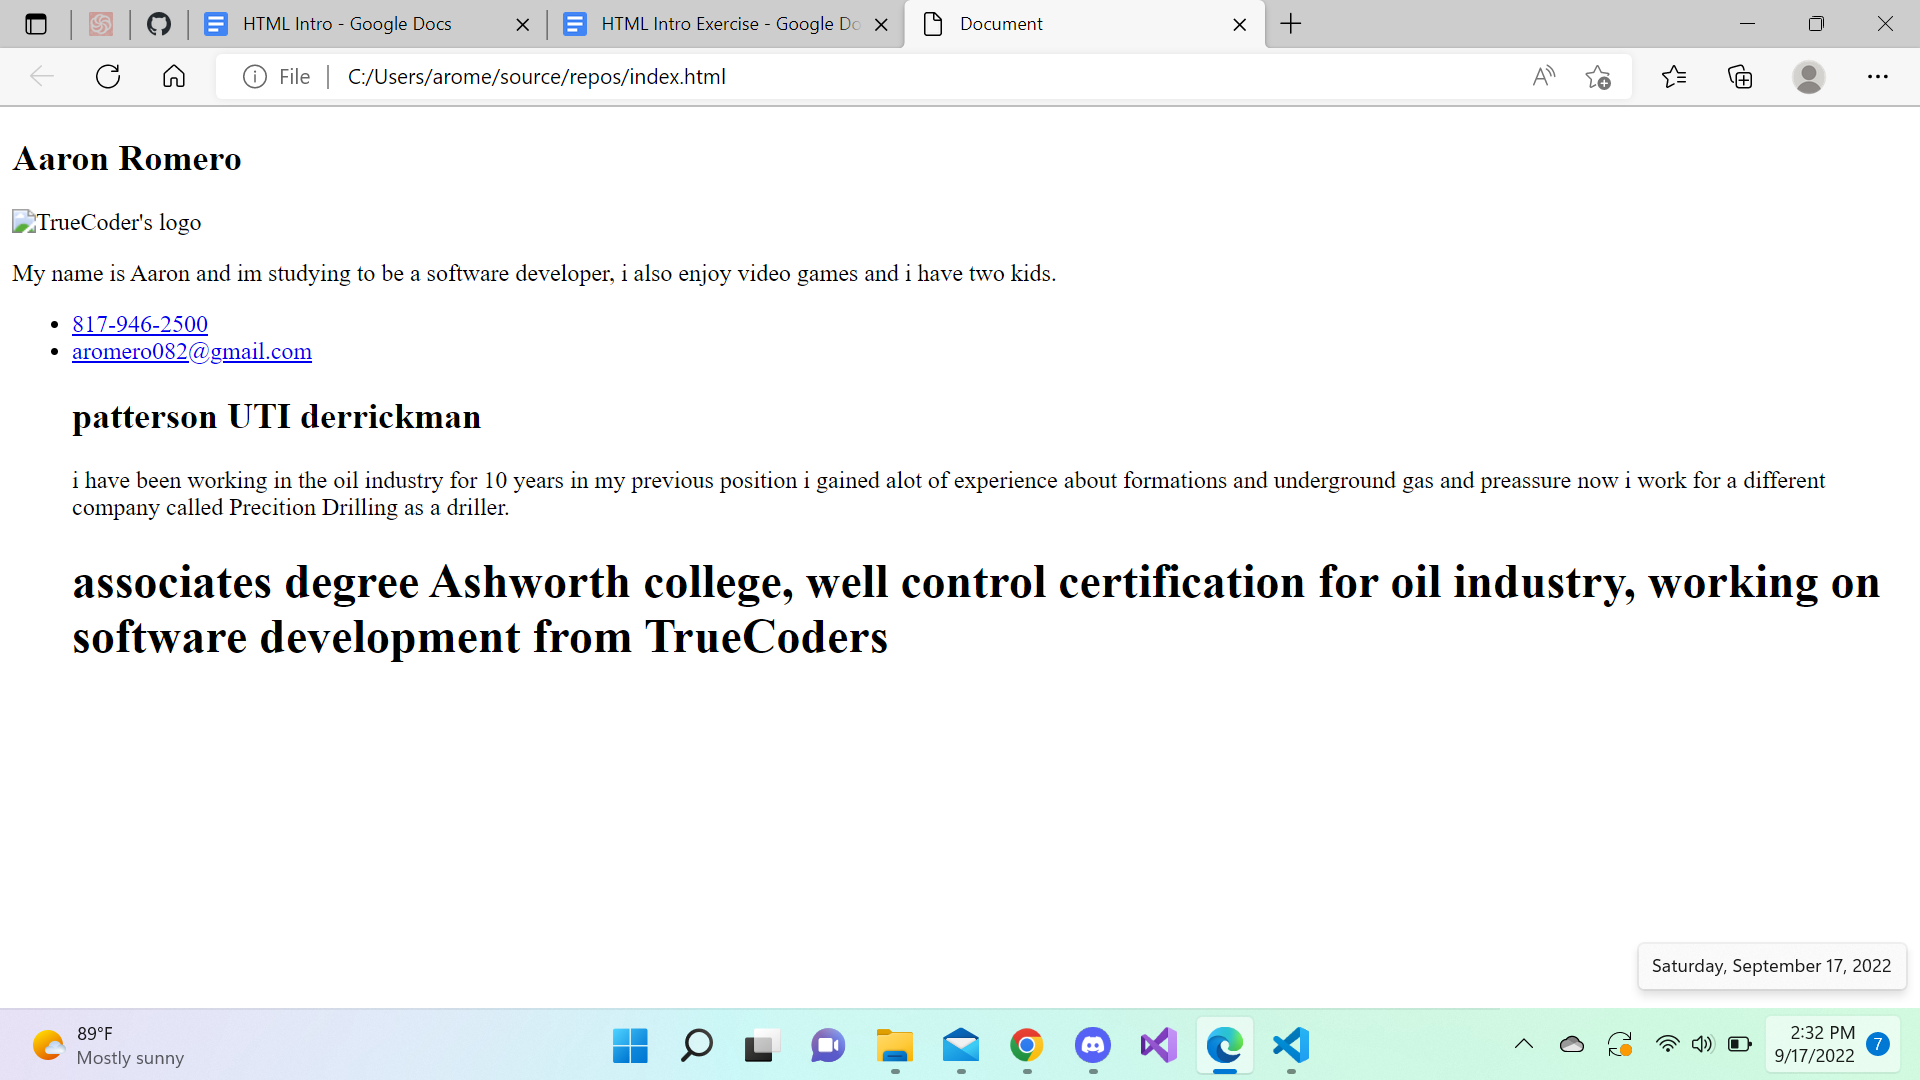 HTML Intro - Google Docs
HTML Intro Exercise - Google Do
Document
File
C:/Users/arome/source/repos/index.html
Aaron Romero
TrueCoder's logo
My name is Aaron and im studying to be a software developer, i also enjoy video games and i have two kids.
• 817-946-2500
• aromero082@gmail.com
patterson UTI derrickman
i have been working in the oil industry for 10 years in my previous position i gained alot of experience about formations and underground gas and preassure now i work for a different
company called Precition Drilling as a driller.
associates degree Ashworth college, well control certification for oil industry, working on
software development from TrueCoders
Saturday, September 17, 2022
89°F
Mostly sunny
2:32 PM
9/17/2022
7